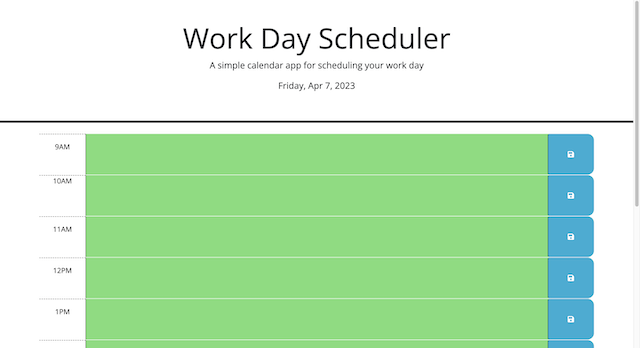 Work Day Scheduler
A simple calendar app for scheduling your work day
Friday, Apr 7, 2023
9AM
10AM
11AM
12PM
1PM